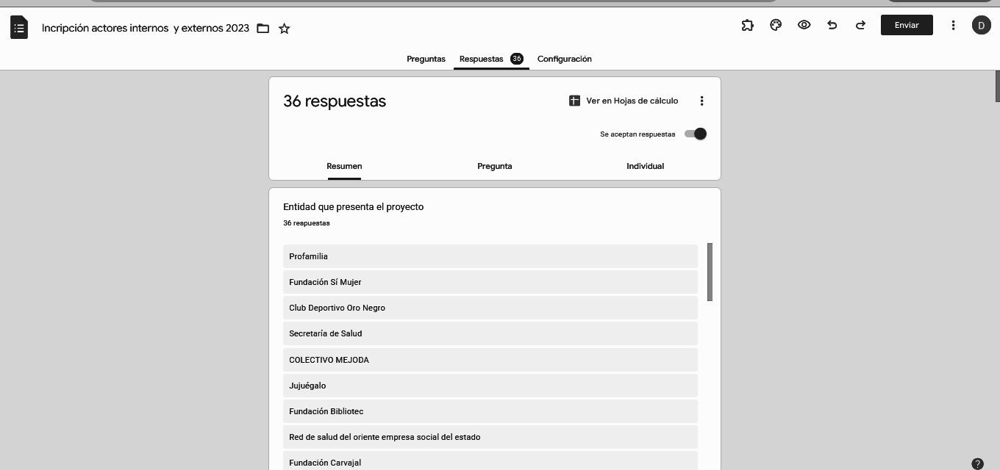 Incripción actores internos y externos 2023
Enviar
D
Preguntas Respuestas 36 Configuración
36 respuestas
Ver en Hojas de cálculo
Se aceptan respuestas
Resumen Pregunta Individual
Entidad que presenta el proyecto
36 respuestas
Profamilia
Fundación Sí Mujer
Club Deportivo Oro Negro
Secretaría de Salud
COLECTIVO MEJODA
Jujuégalo
Fundación Bibliotec
Red de salud del oriente empresa social del estado
Fundación Carvajal
?